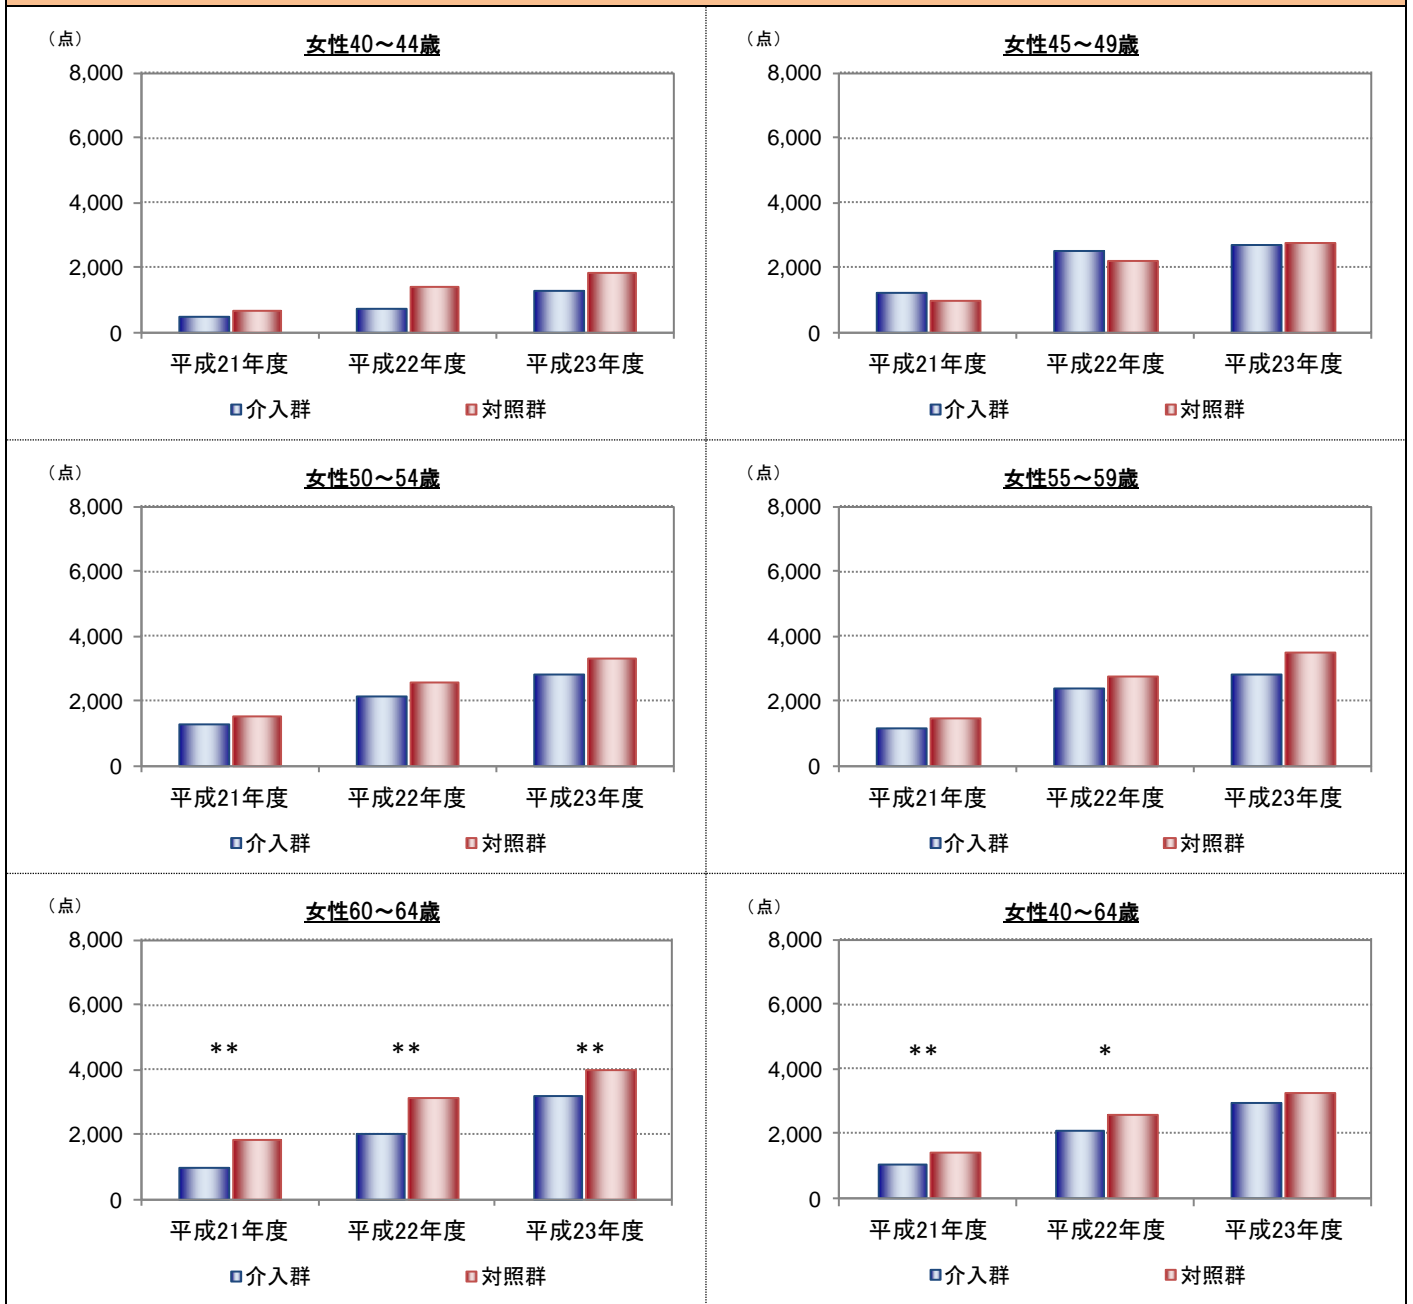 （点）
女性40～44歳
8,000
6,000
4,000
2,000
0
平成21年度 平成22年度 平成23年度
介入群 対照群
（点）
女性45～49歳
8,000
6,000
4,000
2,000
0
平成21年度 平成22年度 平成23年度
介入群 対照群
（点）
女性50～54歳
8,000
6,000
4,000
2,000
0
平成21年度 平成22年度 平成23年度
介入群 対照群
（点）
女性55～59歳
8,000
6,000
4,000
2,000
0
平成21年度 平成22年度 平成23年度
介入群 対照群
（点）
女性60～64歳
8,000
6,000
** ** **
4,000
2,000
0
平成21年度 平成22年度 平成23年度
介入群 対照群
（点）
女性40～64歳
8,000
6,000
** *
4,000
2,000
0
平成21年度 平成22年度 平成23年度
介入群 対照群